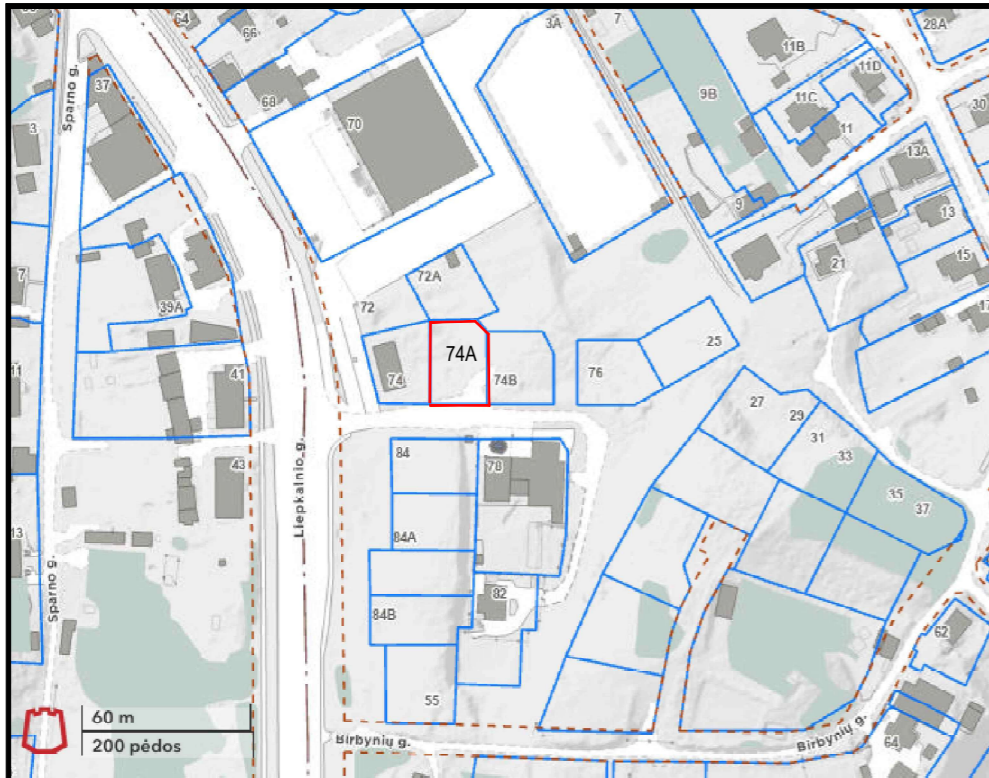 64
66
3A
7
28A
37
Sparno g.
68
70
11B
11D
9B
11C
11
30
3
13A
9
13
21
15
17
7
39A
72A
72
74A
25
74
74B
76
41
27
29
31
33
Liepkalnio g.
84
78
43
35
37
84A
13
Sparno g.
82
84B
62
55
60 m
200 pėdos
Birbynių g.
Birbynių g.
64